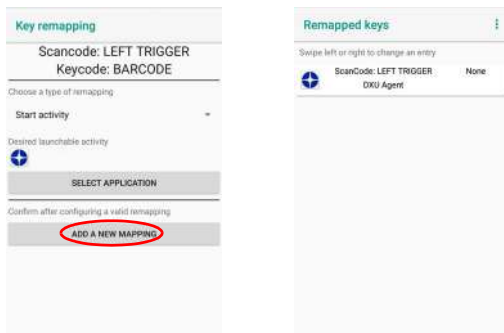 Key remapping
Scancode: LEFT TRIGGER
Keycode: BARCODE
Choose a type of remapping
Start activity
Desired launchable activity
SELECT APPLICATION
Confirm after configuring a valid remapping
ADD A NEW MAPPING
Remapped keys
Swipe left or right to change an entry
ScanCode: LEFT TRIGGER None
DXU Agent